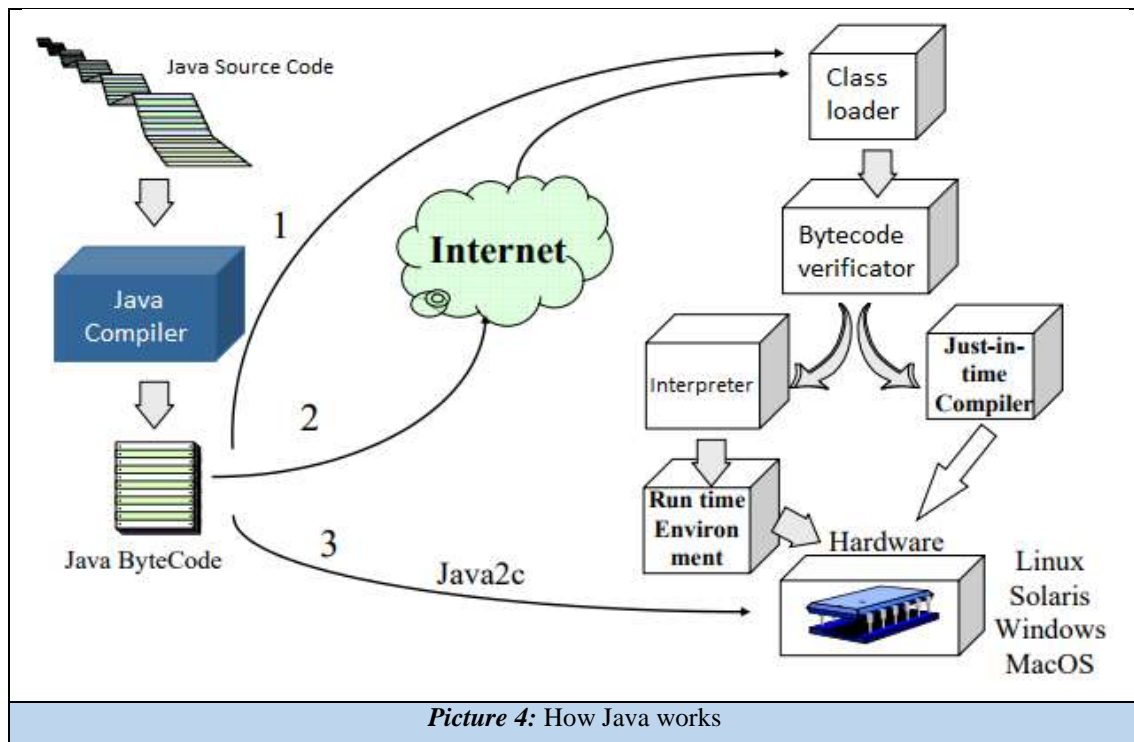 Java Source Code
Java
Compiler
Java ByteCode
1
2
3
Internet
Java2c
Class
loader
Bytecode
verificator
Interpreter
Just-in-
time
Compiler
Run time
Environ
ment
Hardware
Linux
Solaris
Windows
MacOS
Picture 4: How Java works